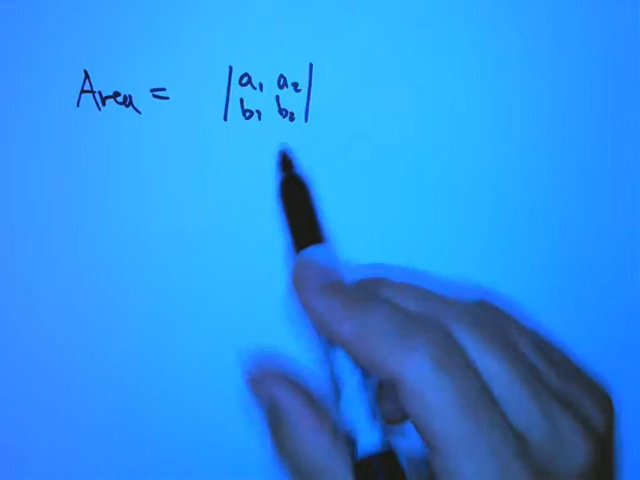 Area = | a₁ a₂ |
| b₁ b₂ |